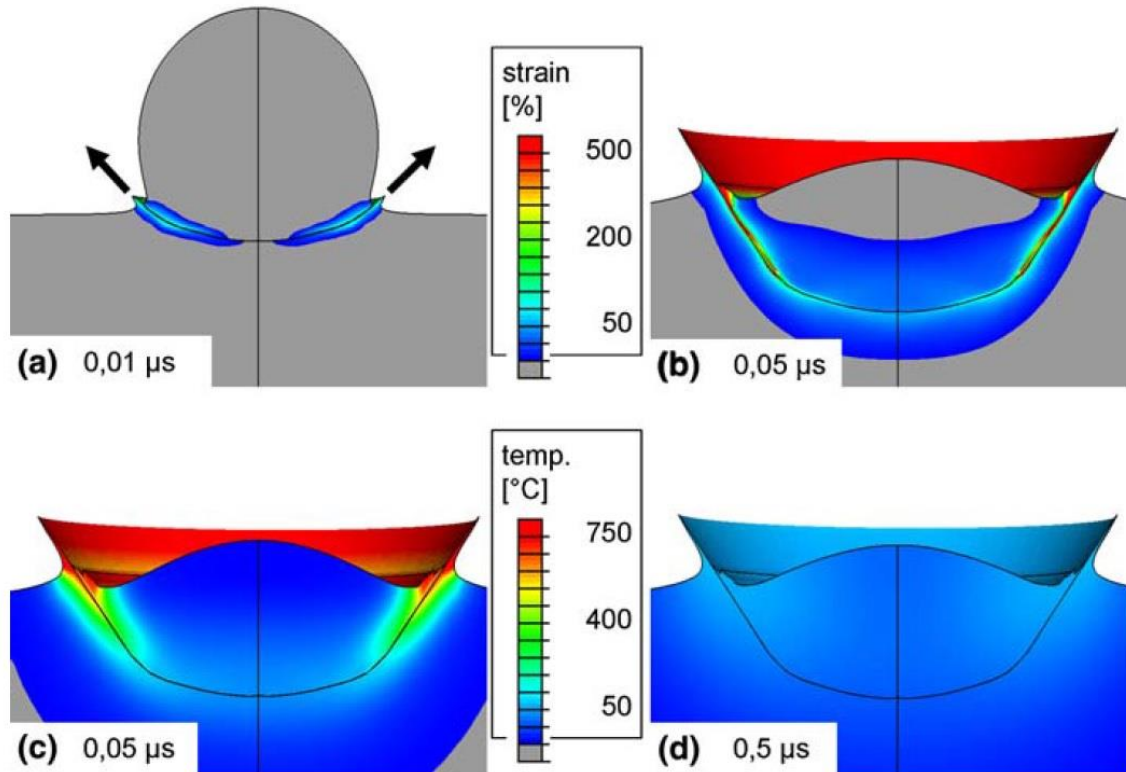 strain
[%]
500
200
50
(a) 0,01 µs
(b) 0,05 µs
temp.
[°C]
750
400
50
(c) 0,05 µs
(d) 0,5 µs